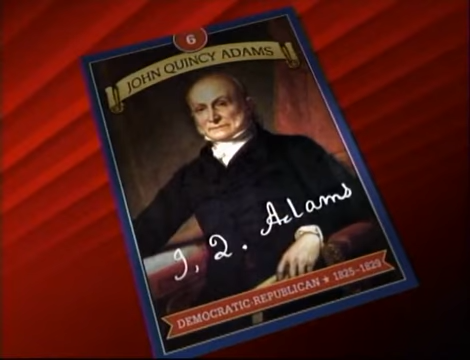 6
JOHN QUINCY ADAMS
J. Q. Adams
DEMOCRATIC-REPUBLICAN ★ 1825-1829